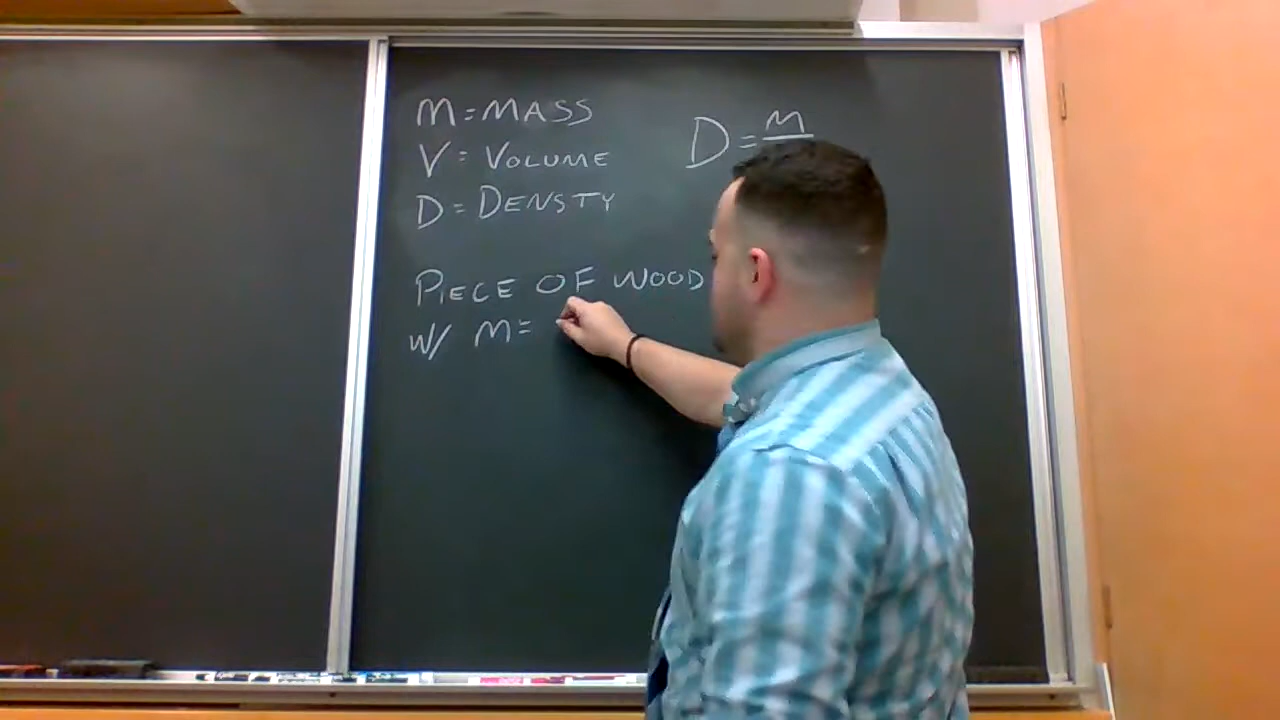 M = MASS
V = VOLUME
D = DENSTY
D = M
PIECE OF WOOD
W/ M =